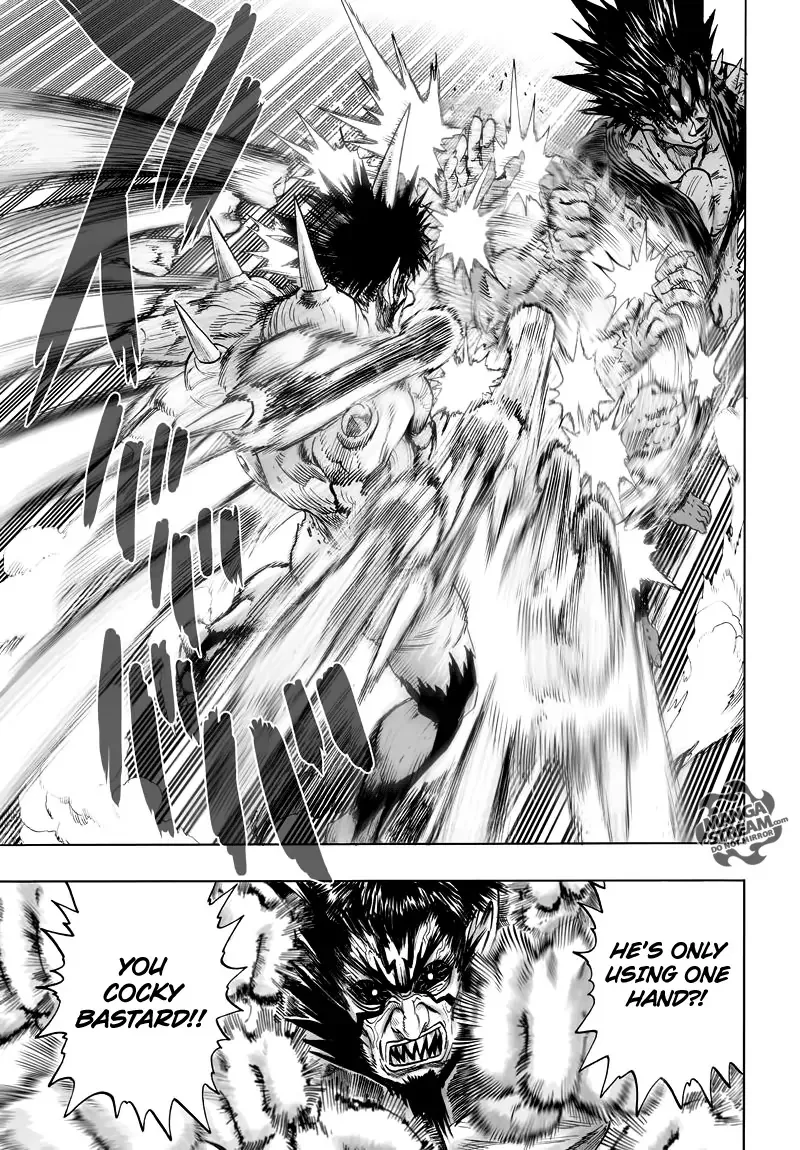 HE'S ONLY
USING ONE
HAND?!
YOU
COCKY
BASTARD!!
MANGA
STREAM.com
DO NOT MIRROR